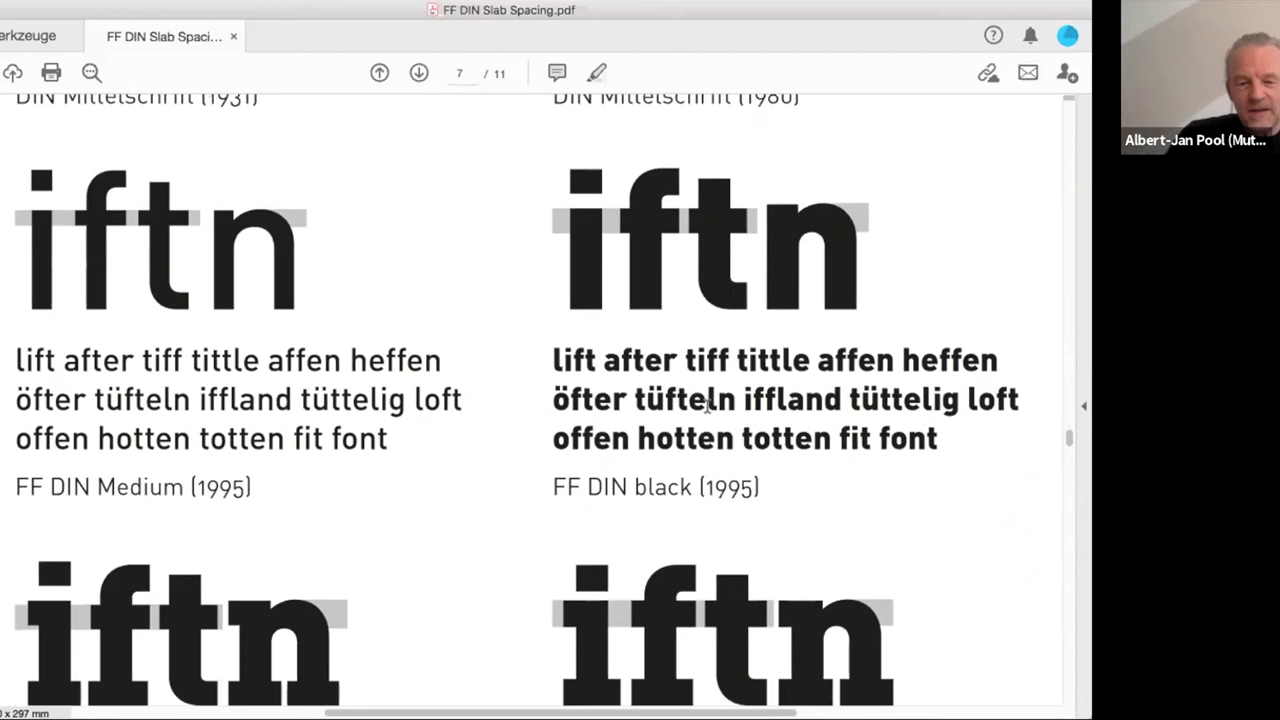 FF DIN Slab Spacing.pdf
erkzeuge
FF DIN Slab Spaci... ×
7 / 11
DIN Mittelschrift (1931)
DIN Mittelschrift (1980)
iftn
iftn
lift after tiff tittle affen heffen
öfter tüfteln iffland tüttelig loft
offen hotten totten fit font
FF DIN Medium (1995)
lift after tiff tittle affen heffen
öfter tüfteln iffland tüttelig loft
offen hotten totten fit font
FF DIN black (1995)
iftn
iftn
x 297 mm
Albert-Jan Pool (Mut...